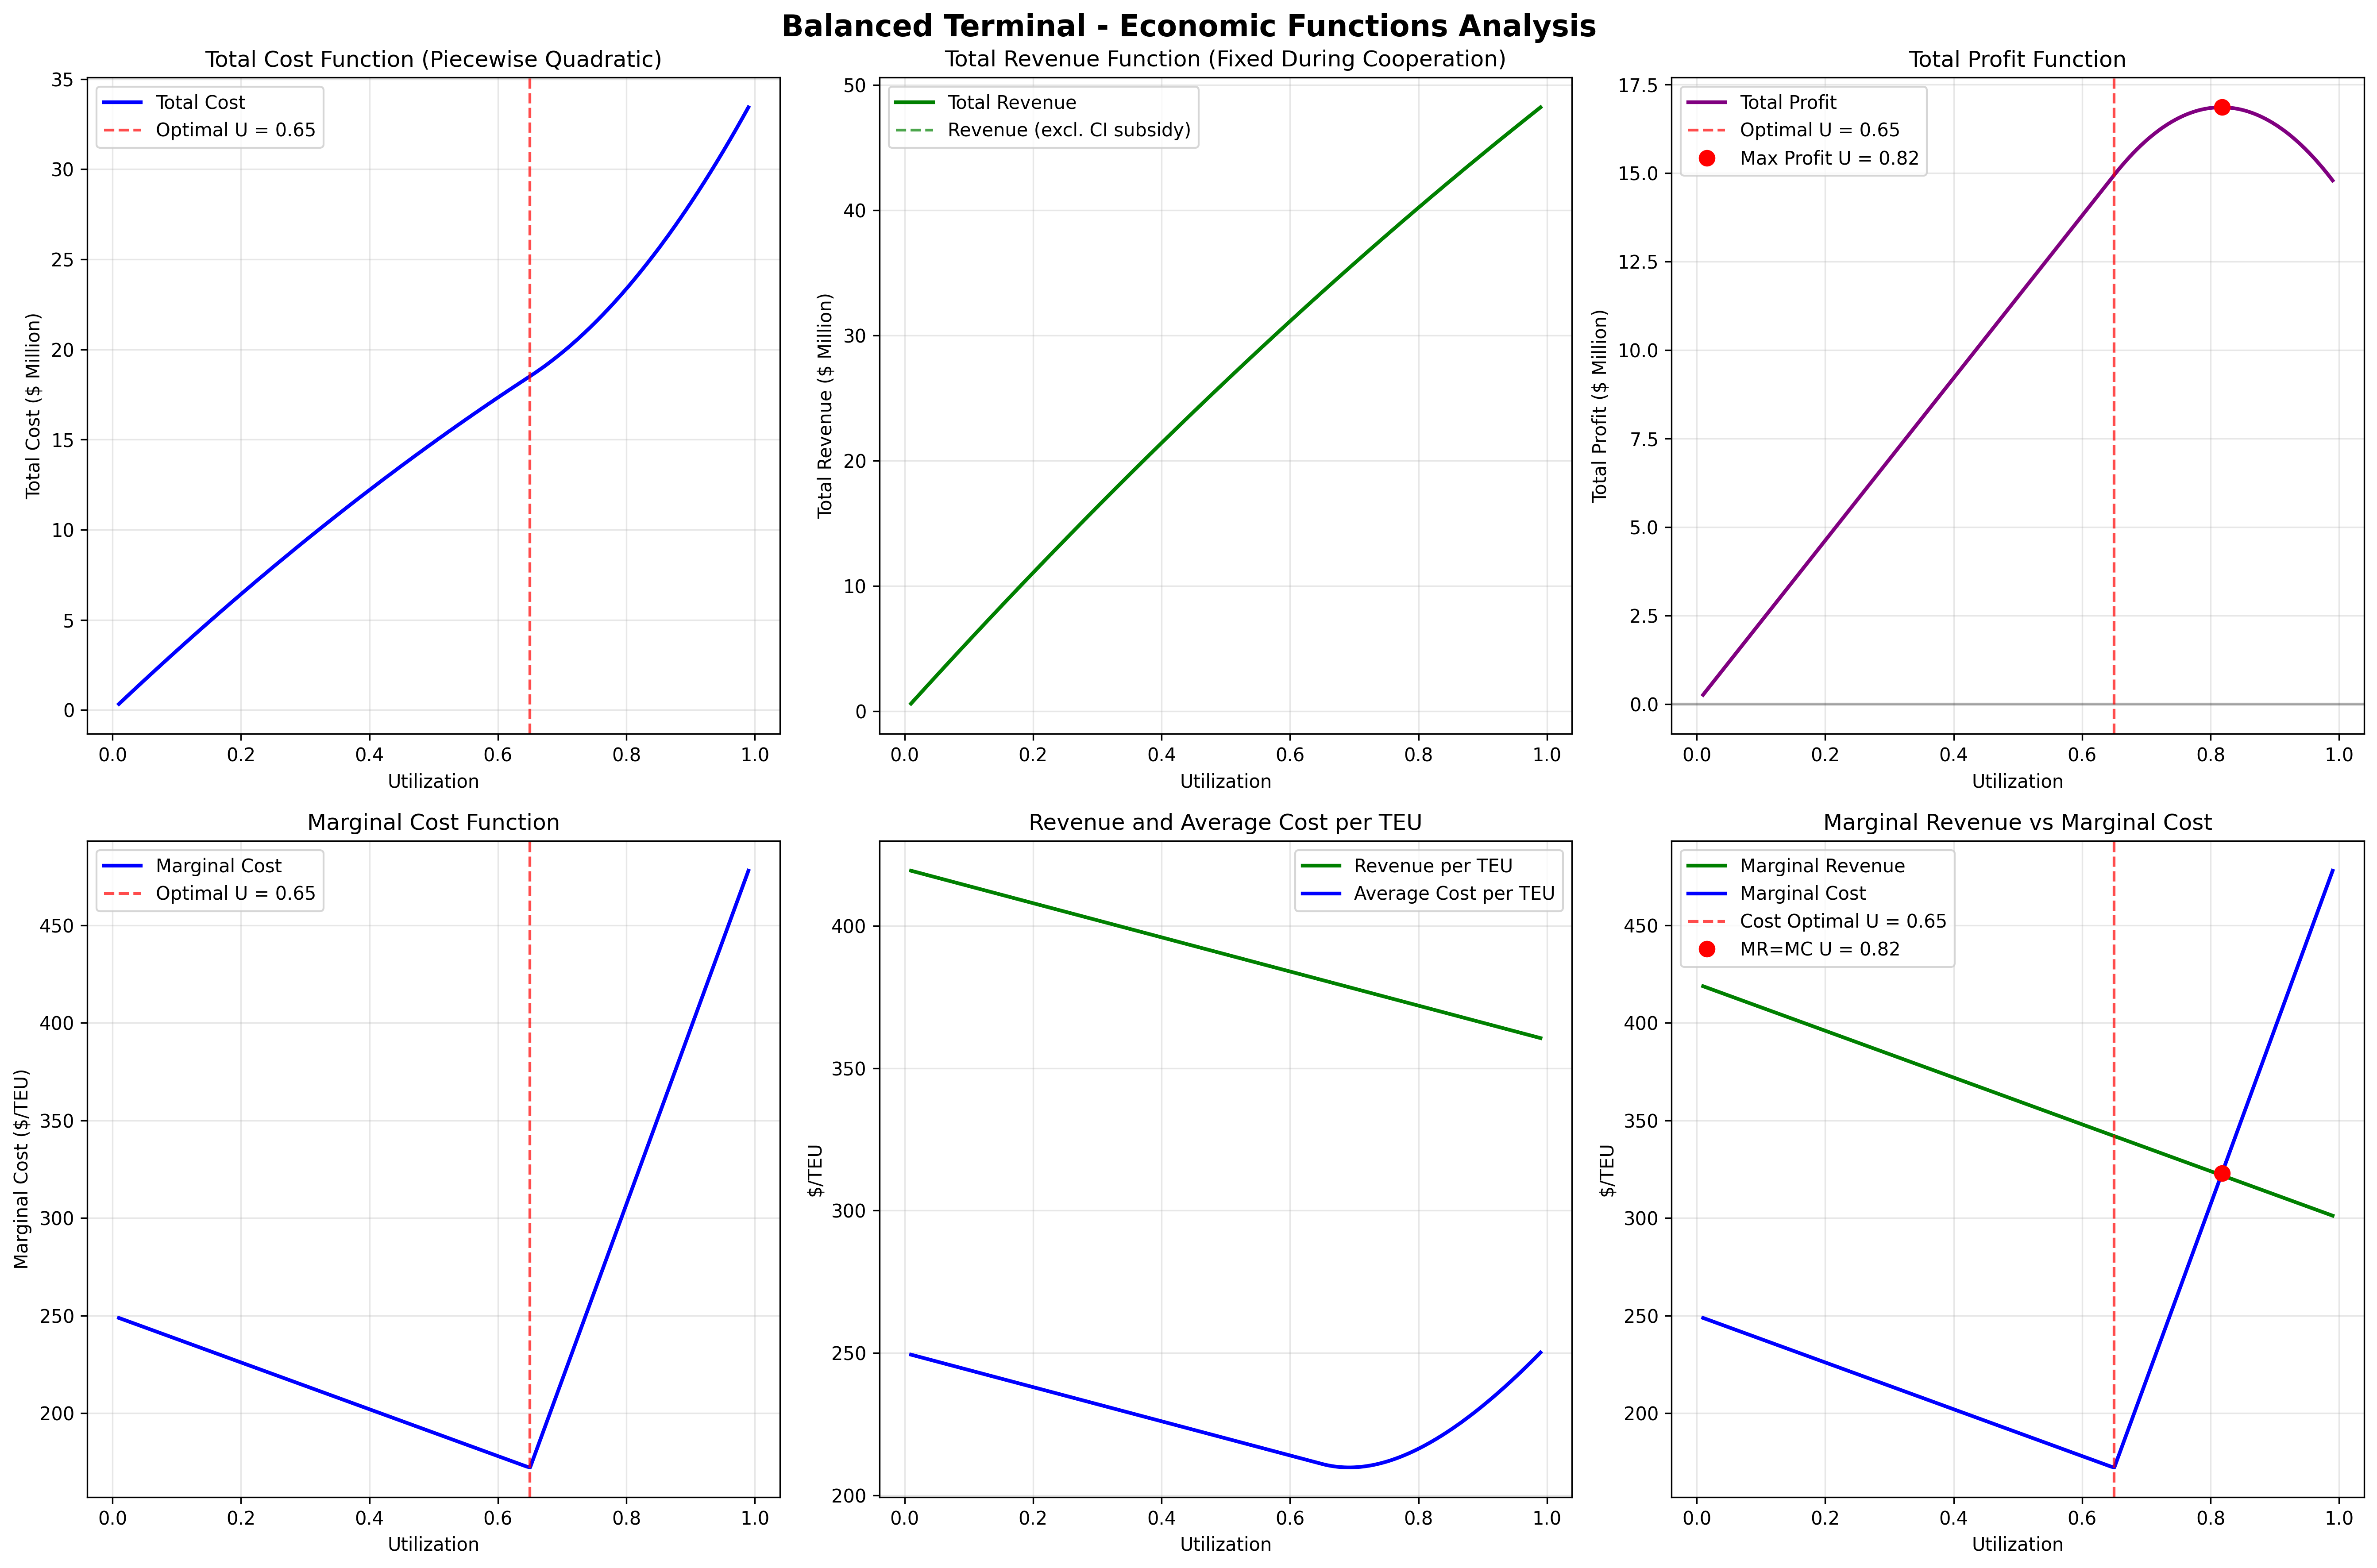 Balanced Terminal - Economic Functions Analysis
Total Cost Function (Piecewise Quadratic)
Total Cost
Optimal U = 0.65
35
30
25
20
15
10
5
0
Total Cost ($ Million)
0.0 0.2 0.4 0.6 0.8 1.0
Utilization
Total Revenue Function (Fixed During Cooperation)
Total Revenue
Revenue (excl. CI subsidy)
50
40
30
20
10
0
Total Revenue ($ Million)
0.0 0.2 0.4 0.6 0.8 1.0
Utilization
Total Profit Function
Total Profit
Optimal U = 0.65
Max Profit U = 0.82
17.5
15.0
12.5
10.0
7.5
5.0
2.5
0.0
Total Profit ($ Million)
0.0 0.2 0.4 0.6 0.8 1.0
Utilization
Marginal Cost Function
Marginal Cost
Optimal U = 0.65
450
400
350
300
250
200
Marginal Cost ($/TEU)
0.0 0.2 0.4 0.6 0.8 1.0
Utilization
Revenue and Average Cost per TEU
Revenue per TEU
Average Cost per TEU
400
350
300
250
200
$/TEU
0.0 0.2 0.4 0.6 0.8 1.0
Utilization
Marginal Revenue vs Marginal Cost
Marginal Revenue
Marginal Cost
Cost Optimal U = 0.65
MR=MC U = 0.82
450
400
350
300
250
200
$/TEU
0.0 0.2 0.4 0.6 0.8 1.0
Utilization